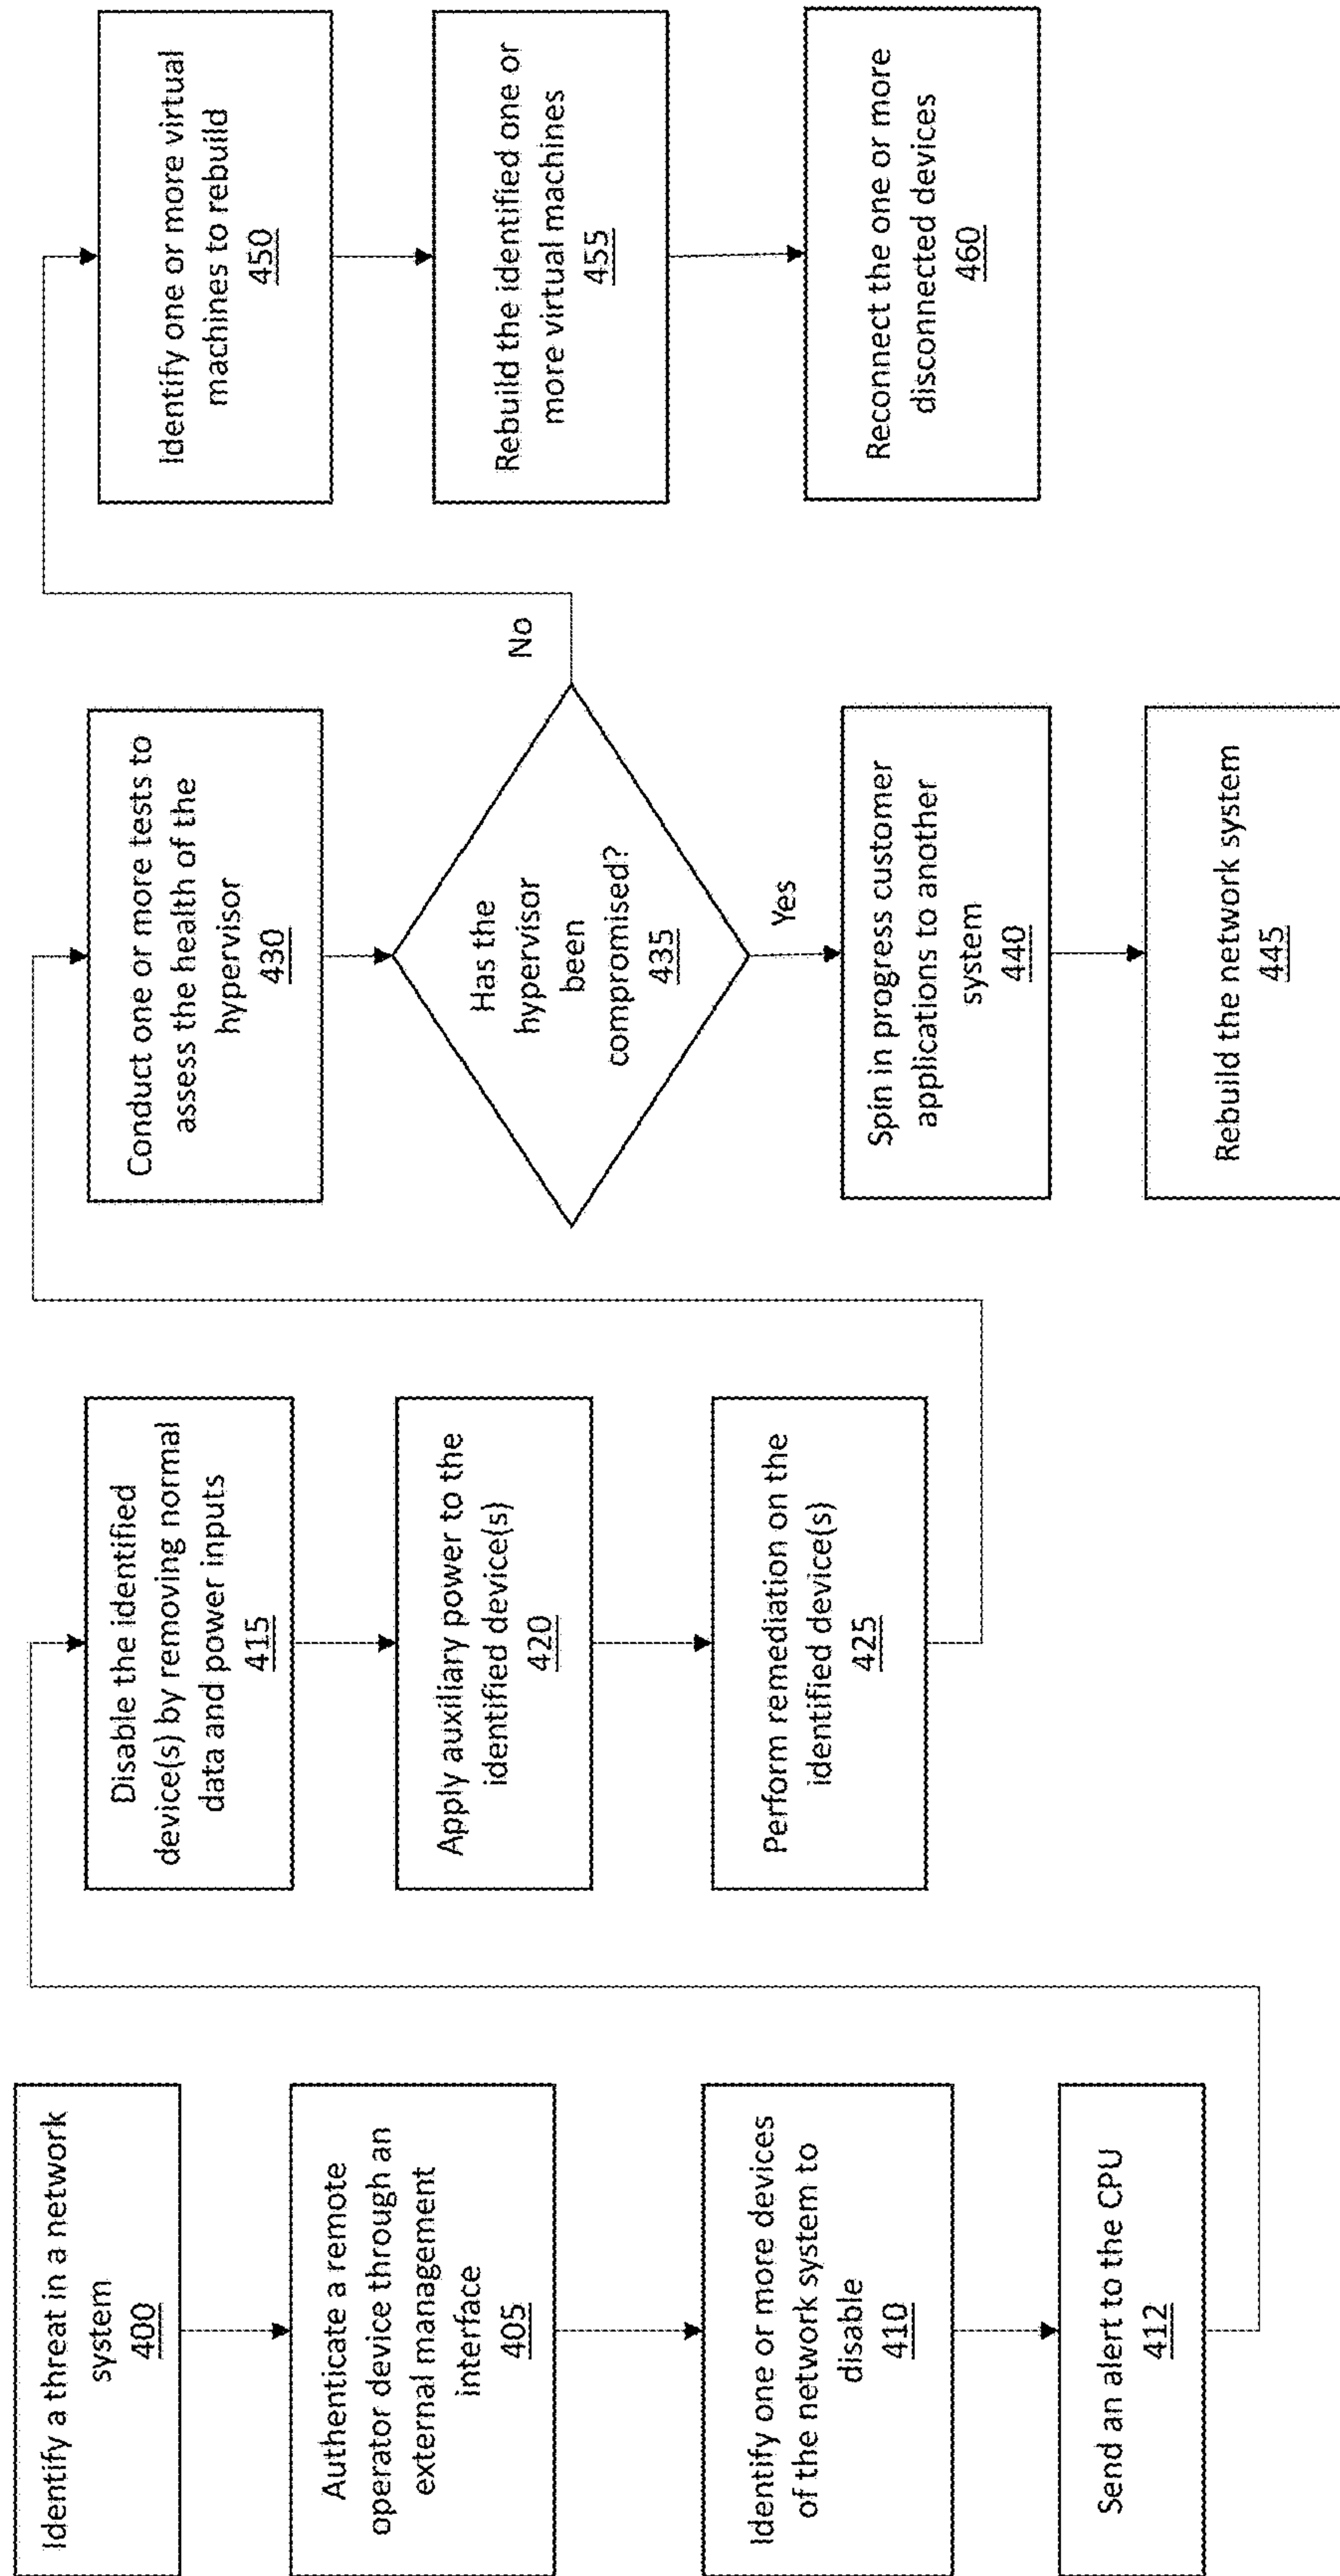 Identify a threat in a network
system
400
Authenticate a remote
operator device through an
external management
interface
405
Identify one or more devices
of the network system to
disable
410
Send an alert to the CPU
412
Disable the identified
device(s) by removing normal
data and power inputs
415
Apply auxiliary power to the
identified device(s)
420
Perform remediation on the
identified device(s)
425
Conduct one or more tests to
assess the health of the
hypervisor
430
Has the
hypervisor
been
compromised?
435
No
Yes
Spin in progress customer
applications to another
system
440
Rebuild the network system
445
Identify one or more virtual
machines to rebuild
450
Rebuild the identified one or
more virtual machines
455
Reconnect the one or more
disconnected devices
460